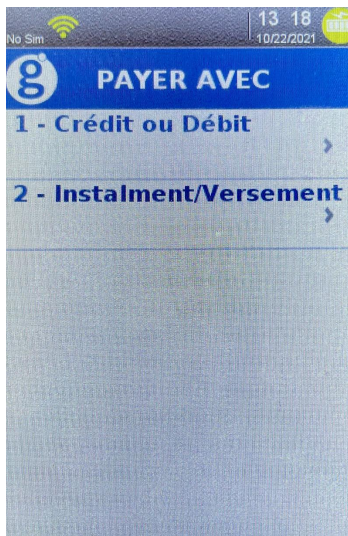 No Sim
13 18
10/22/2021
g
PAYER AVEC
1 - Crédit ou Débit
2 - Instalment/Versement